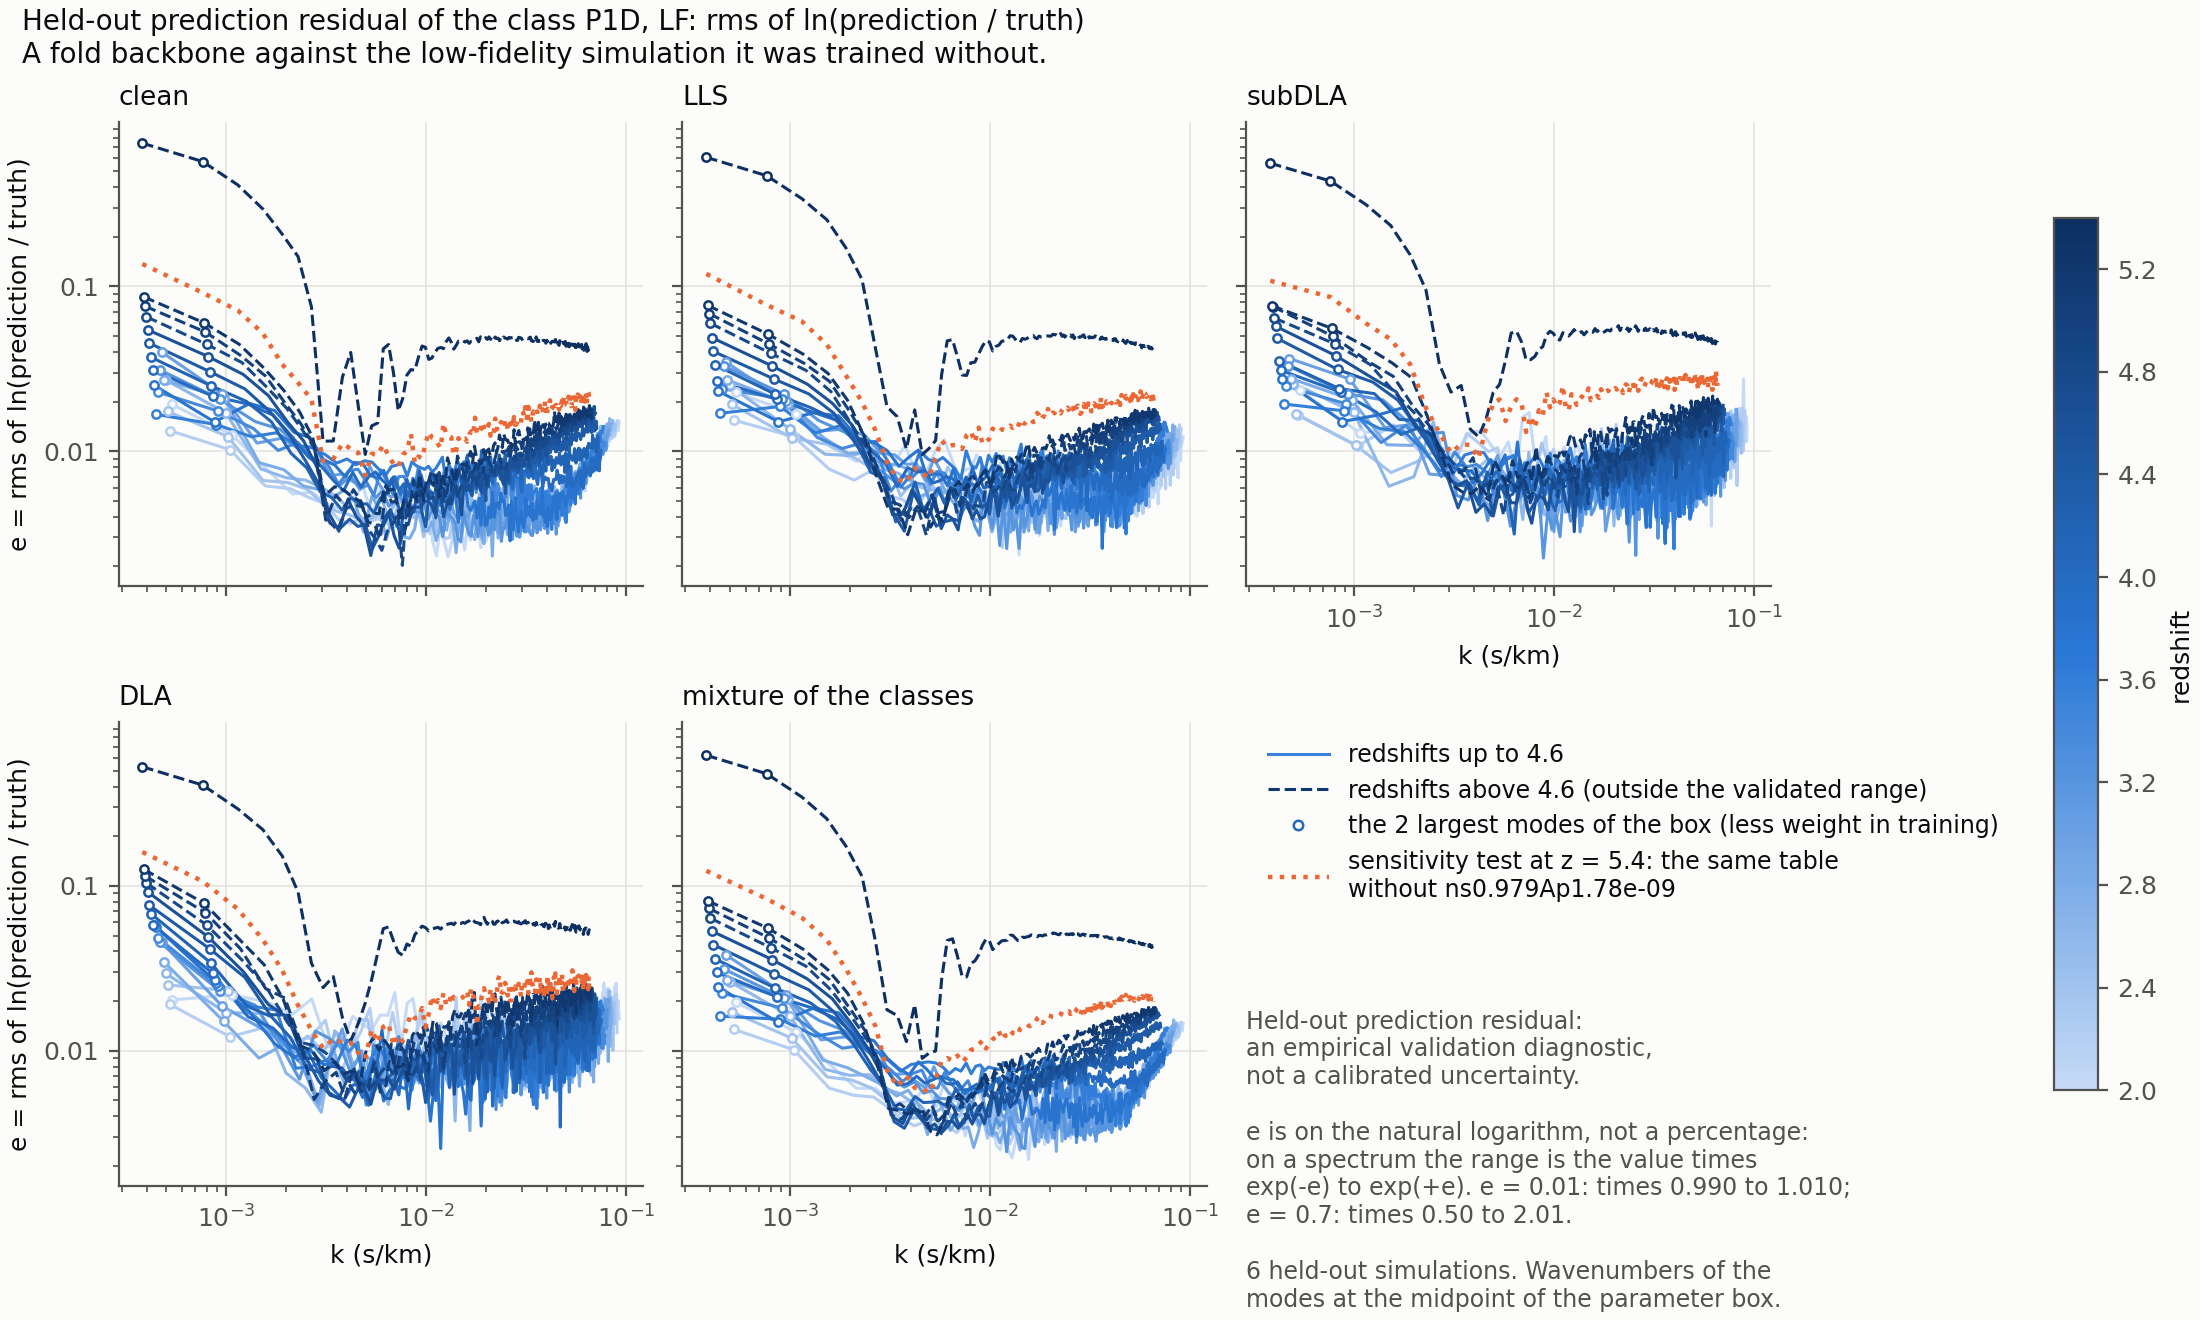 Held-out prediction residual of the class P1D, LF: rms of ln(prediction / truth)
A fold backbone against the low-fidelity simulation it was trained without.
clean
LLS
subDLA
e = rms of ln(prediction / truth)
0.1
0.01
10⁻³
10⁻²
10⁻¹
k (s/km)
DLA
mixture of the classes
e = rms of ln(prediction / truth)
0.1
0.01
10⁻³
10⁻²
10⁻¹
k (s/km)
10⁻³
10⁻²
10⁻¹
k (s/km)
redshifts up to 4.6
redshifts above 4.6 (outside the validated range)
the 2 largest modes of the box (less weight in training)
sensitivity test at z = 5.4: the same table
without ns0.979Ap1.78e-09
Held-out prediction residual:
an empirical validation diagnostic,
not a calibrated uncertainty.
e is on the natural logarithm, not a percentage:
on a spectrum the range is the value times
exp(-e) to exp(+e). e = 0.01: times 0.990 to 1.010;
e = 0.7: times 0.50 to 2.01.
6 held-out simulations. Wavenumbers of the
modes at the midpoint of the parameter box.
5.2
4.8
4.4
4.0
3.6
3.2
2.8
2.4
2.0
redshift